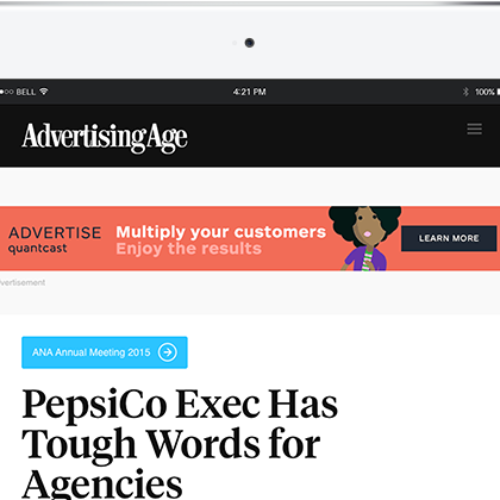 BELL 4:21 PM 100%
AdvertisingAge
ADVERTISE Multiply your customers
quantcast Enjoy the results
LEARN MORE
vertisement
ANA Annual Meeting 2015
PepsiCo Exec Has
Tough Words for
Agencies